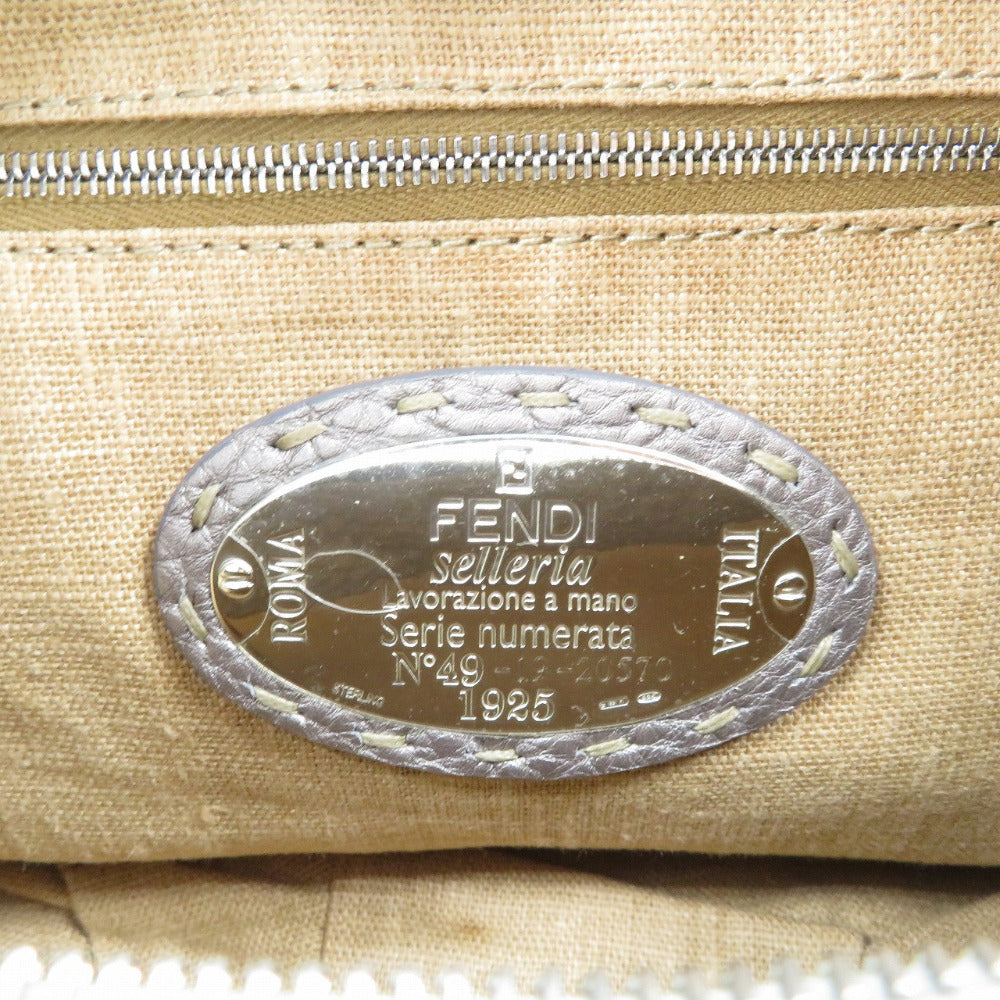 FENDI
selleria
Lavorazione a mano
Serie numerata
N°49 -19-20570
1925
ROMA
ITALIA
STERLING